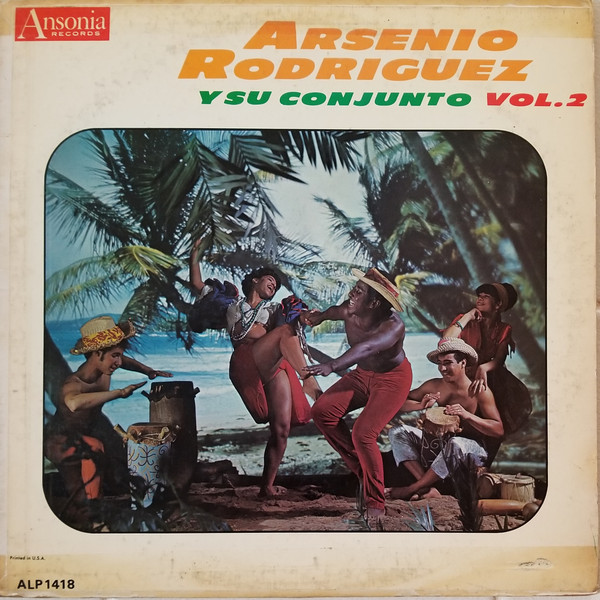 Ansonia
RECORDS
ARSENIO
RODRIGUEZ
Y SU CONJUNTO VOL.2
Printed in U.S.A.
ALP1418